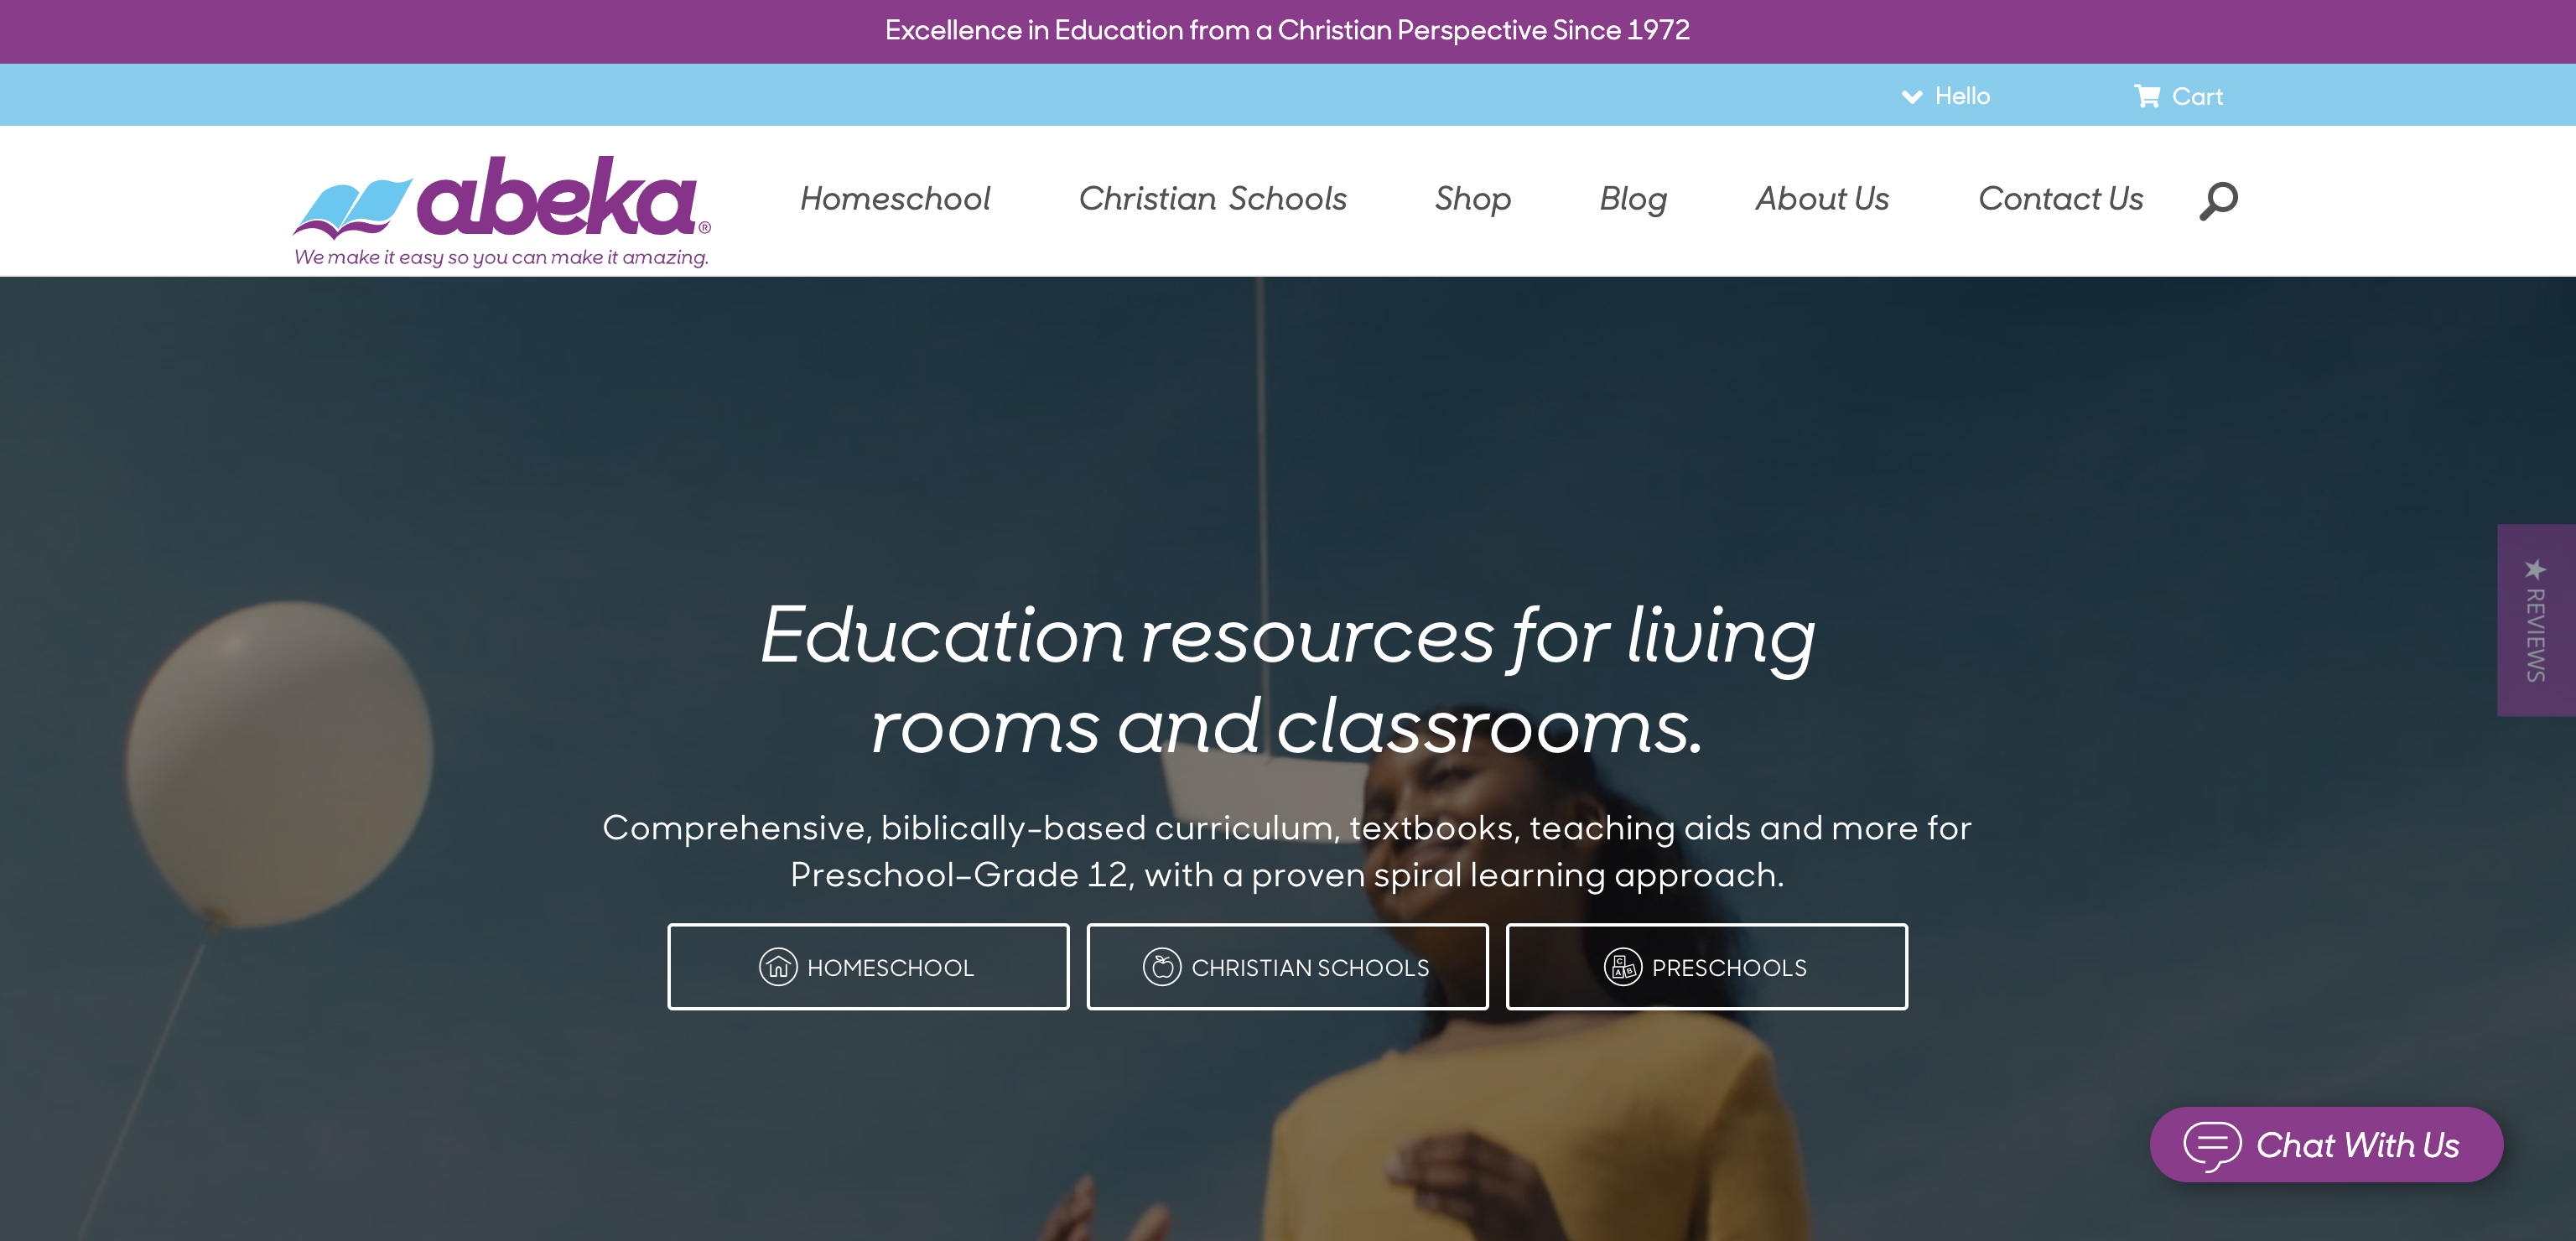 Excellence in Education from a Christian Perspective Since 1972
Hello
Cart
abeka®
We make it easy so you can make it amazing.
Homeschool
Christian Schools
Shop
Blog
About Us
Contact Us
Education resources for living
rooms and classrooms.
Comprehensive, biblically-based curriculum, textbooks, teaching aids and more for
Preschool–Grade 12, with a proven spiral learning approach.
HOMESCHOOL
CHRISTIAN SCHOOLS
C
A B
PRESCHOOLS
★ REVIEWS
Chat With Us